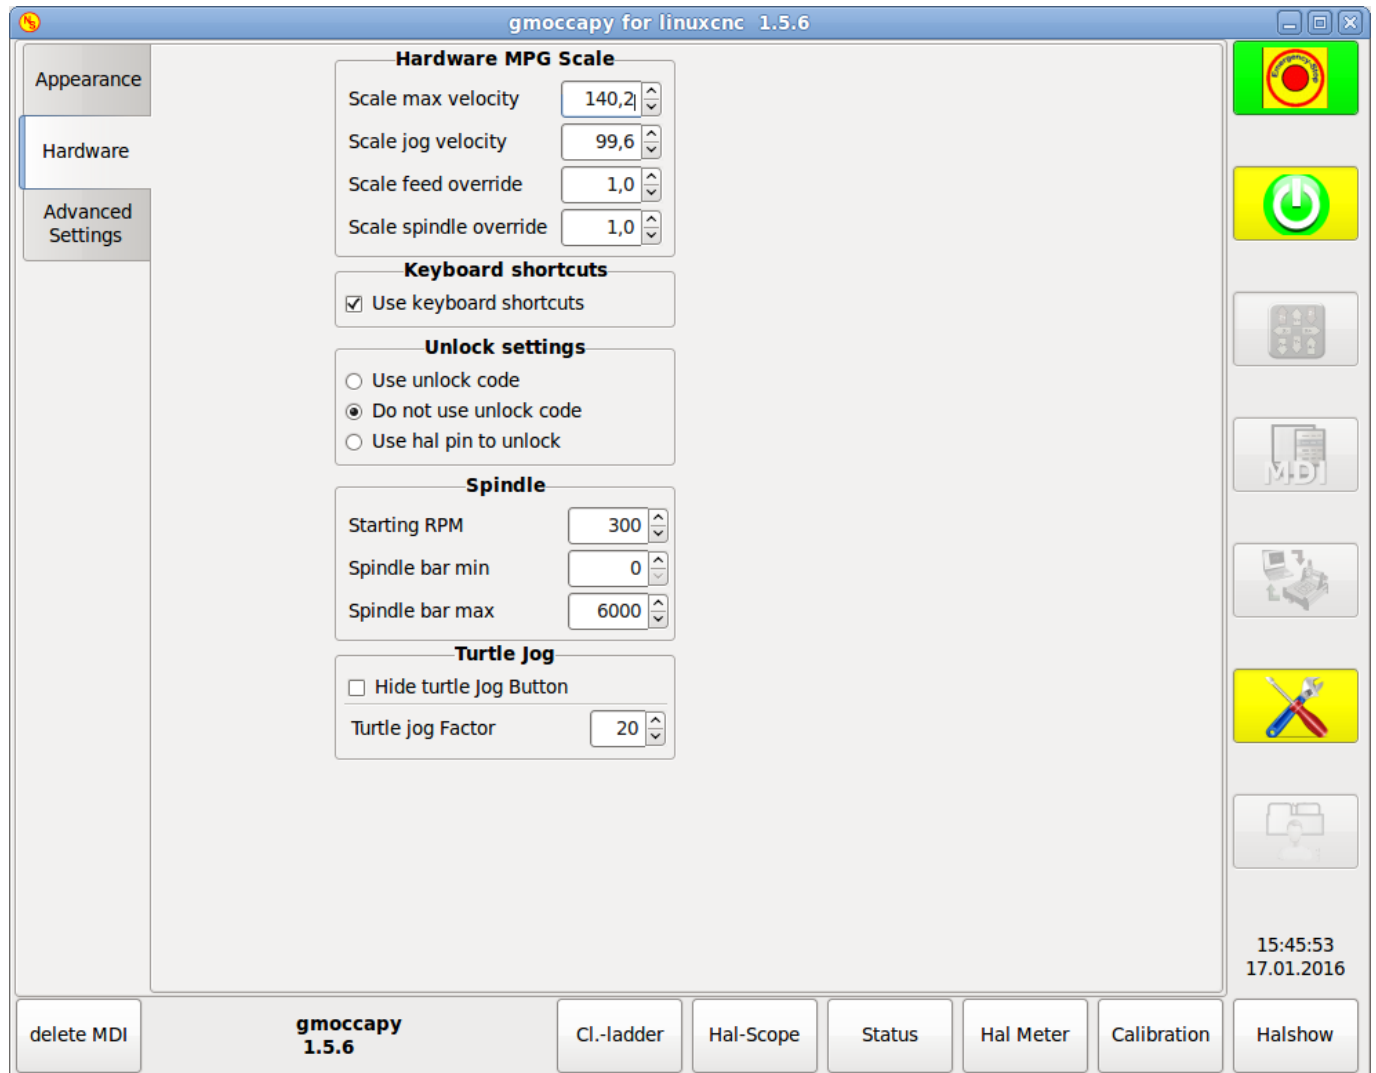 gmoccapy for linuxcnc 1.5.6
Appearance
Hardware
Advanced
Settings
Hardware MPG Scale
Scale max velocity 140,2
Scale jog velocity 99,6
Scale feed override 1,0
Scale spindle override 1,0
Keyboard shortcuts
Use keyboard shortcuts
Unlock settings
Use unlock code
Do not use unlock code
Use hal pin to unlock
Spindle
Starting RPM 300
Spindle bar min 0
Spindle bar max 6000
Turtle Jog
Hide turtle Jog Button
Turtle jog Factor 20
Emergency-Stop
MDI
15:45:53
17.01.2016
delete MDI
gmoccapy
1.5.6
Cl.-ladder
Hal-Scope
Status
Hal Meter
Calibration
Halshow